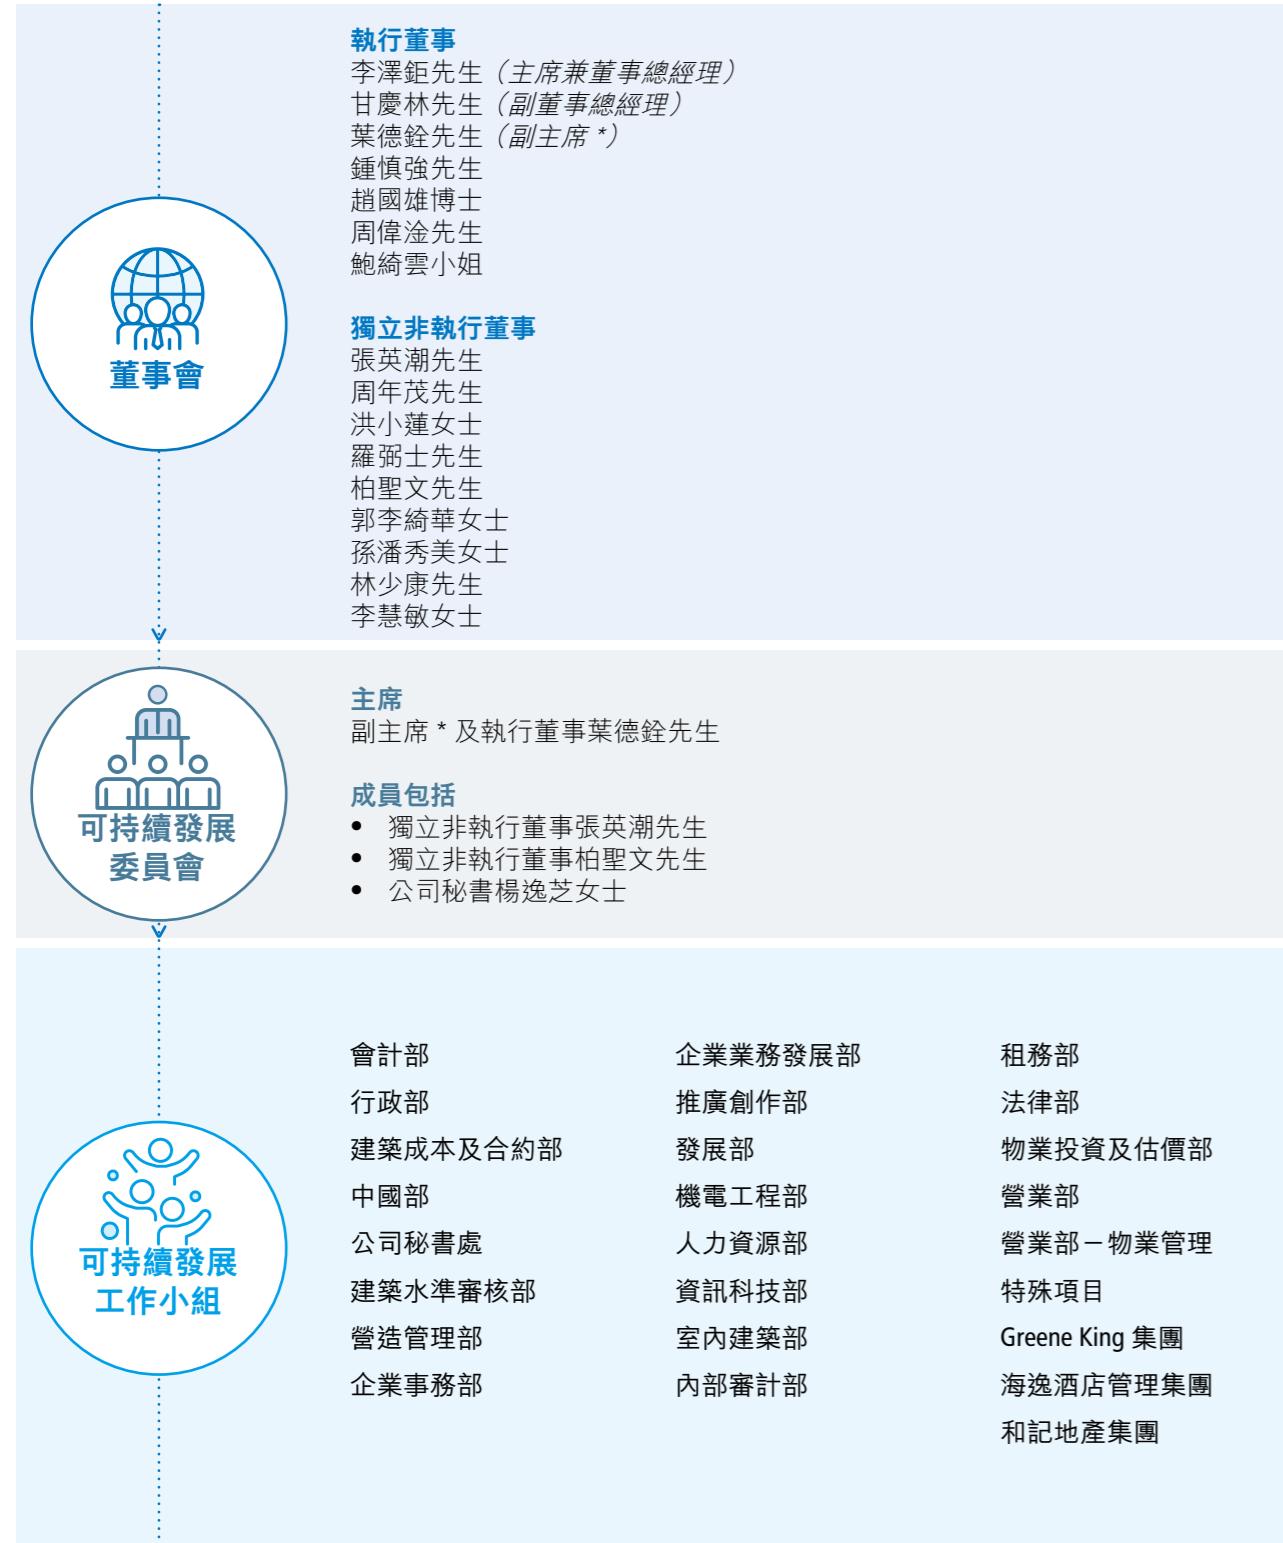 執行董事
李澤鉅先生（主席兼董事總經理）
甘慶林先生（副董事總經理）
葉德銓先生（副主席 *）
鍾慎強先生
趙國雄博士
周偉淦先生
鮑綺雲小姐
獨立非執行董事
張英潮先生
周年茂先生
洪小蓮女士
羅弼士先生
柏聖文先生
郭李綺華女士
孫潘秀美女士
林少康先生
李慧敏女士
董事會
主席
副主席 * 及執行董事葉德銓先生
成員包括
• 獨立非執行董事張英潮先生
• 獨立非執行董事柏聖文先生
• 公司秘書楊逸芝女士
可持續發展
委員會
會計部
行政部
建築成本及合約部
中國部
公司秘書處
建築水準審核部
營造管理部
企業事務部
企業業務發展部
推廣創作部
發展部
機電工程部
人力資源部
資訊科技部
室內建築部
內部審計部
租務部
法律部
物業投資及估價部
營業部－物業管理
營業部
特殊項目
Greene King 集團
海逸酒店管理集團
和記地產集團
可持續發展
工作小組